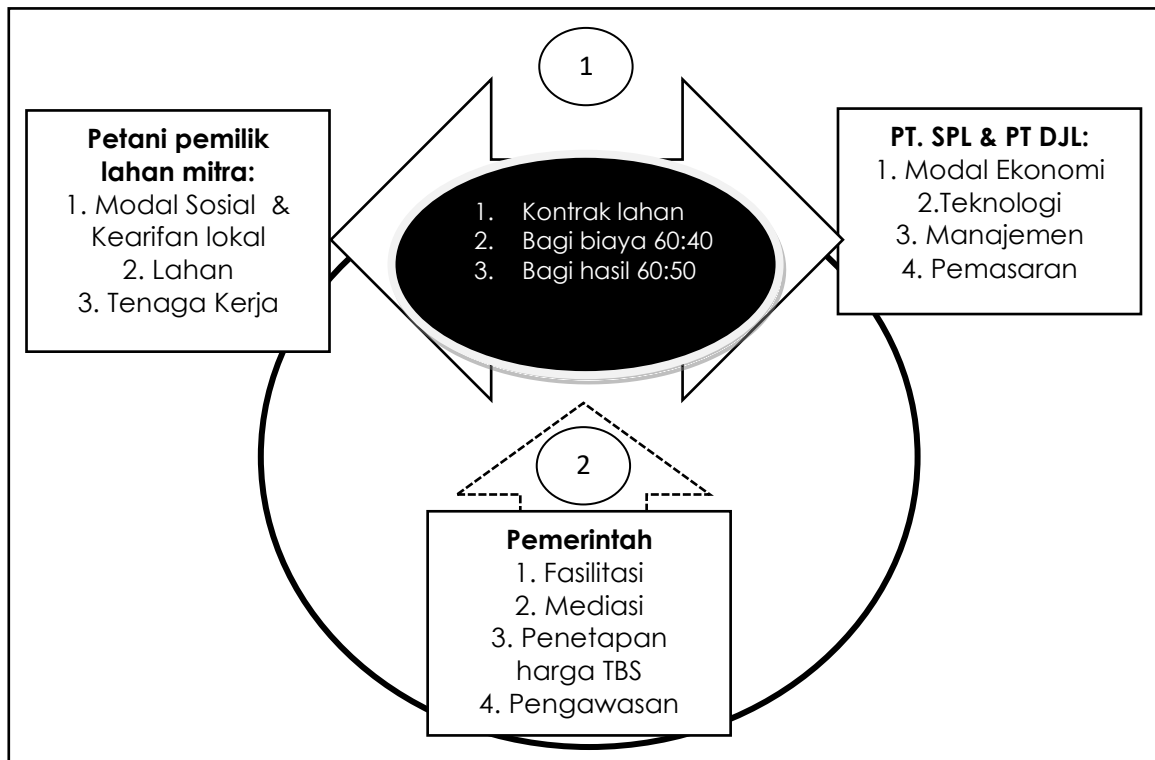 1
Petani pemilik
lahan mitra:
1. Modal Sosial &
Kearifan lokal
2. Lahan
3. Tenaga Kerja
1. Kontrak lahan
2. Bagi biaya 60:40
3. Bagi hasil 60:50
PT. SPL & PT DJL:
1. Modal Ekonomi
2.Teknologi
3. Manajemen
4. Pemasaran
2
Pemerintah
1. Fasilitasi
2. Mediasi
3. Penetapan
harga TBS
4. Pengawasan